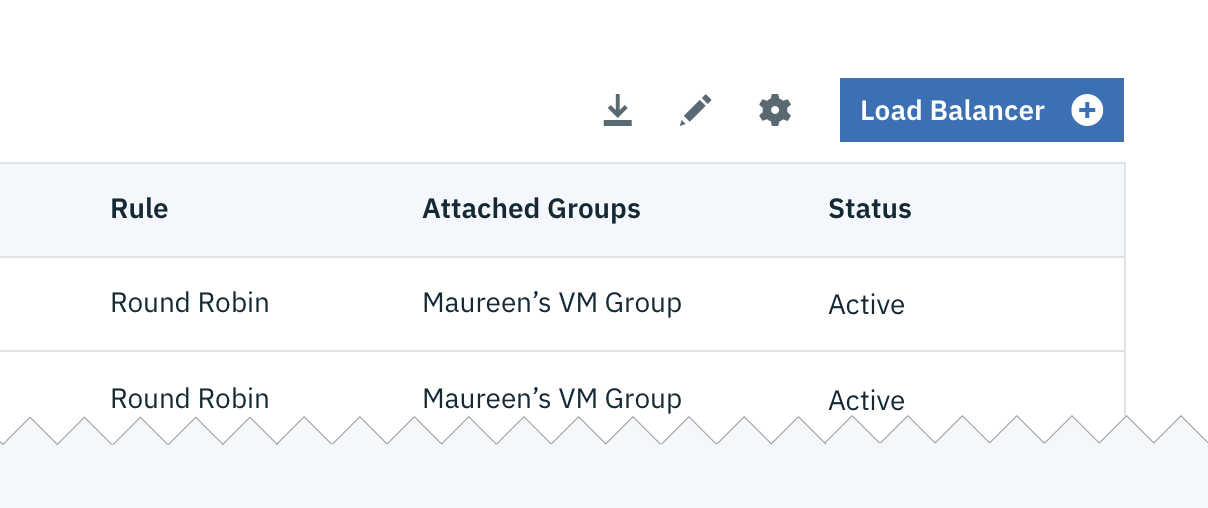 Load Balancer
Rule Attached Groups Status
Round Robin Maureen’s VM Group Active
Round Robin Maureen’s VM Group Active